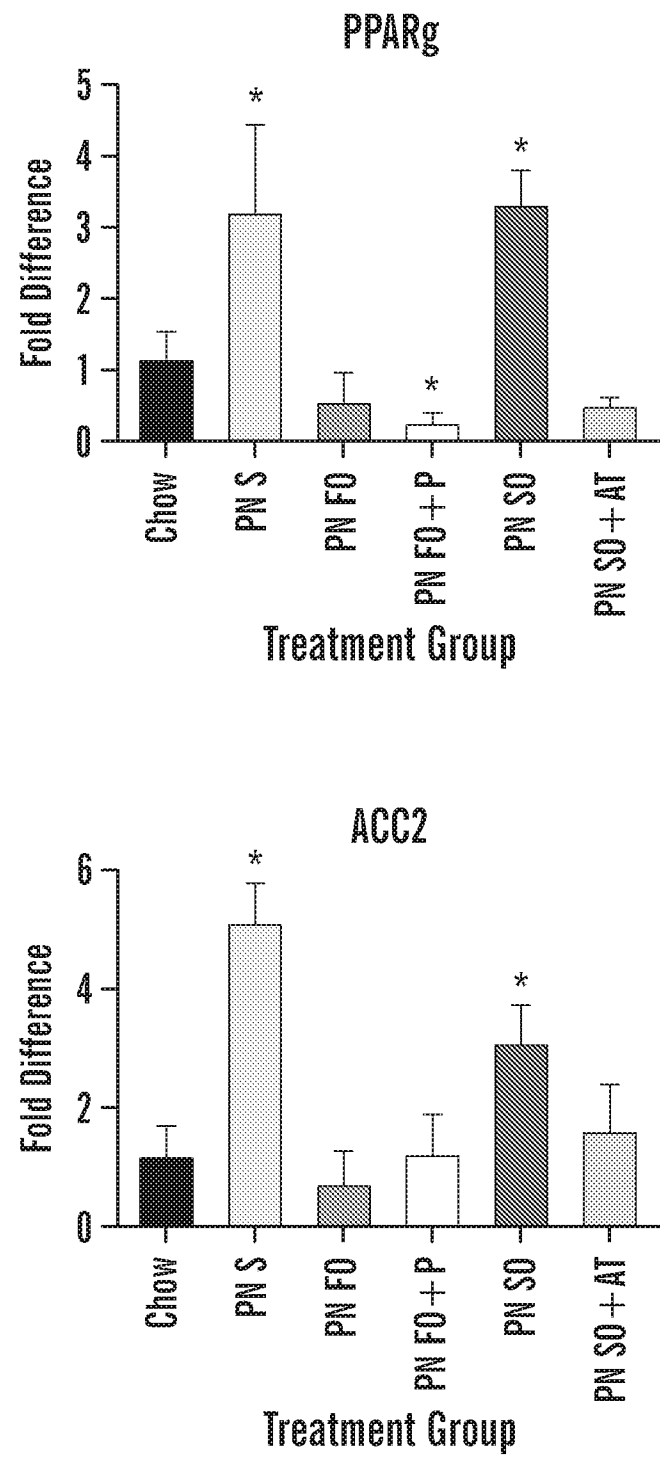 PPARg
*
*
*
5
4
3
2
1
0
Fold Difference
Chow
PN S
PN FO
PN FO+P
PN SO
PN SO+AT
Treatment Group
ACC2
*
*
6
4
2
0
Fold Difference
Chow
PN S
PN FO
PN FO+P
PN SO
PN SO+AT
Treatment Group